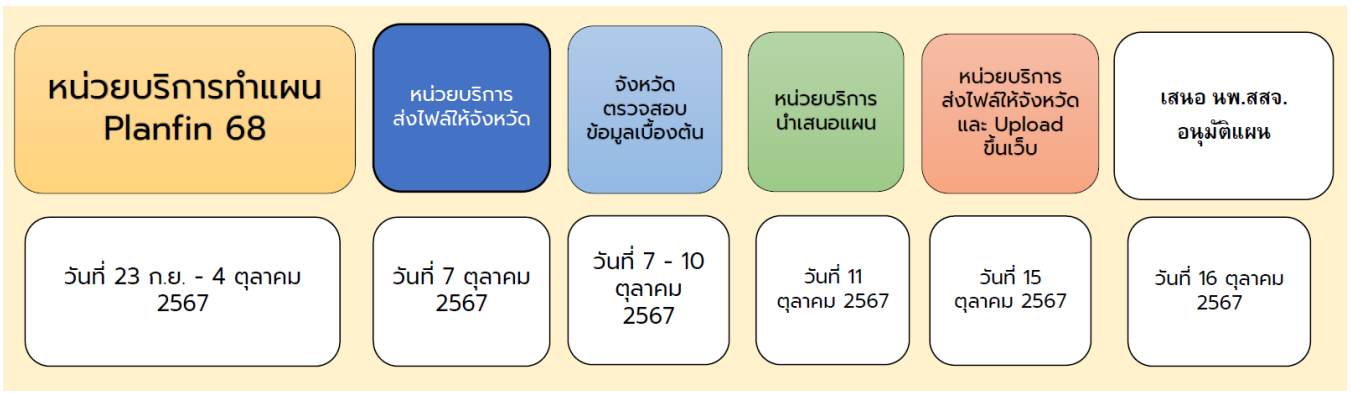 หน่วยบริการทำแผน
Planfin 68
หน่วยบริการ
ส่งไฟล์ให้จังหวัด
จังหวัด
ตรวจสอบ
ข้อมูลเบื้องต้น
หน่วยบริการ
นำเสนอแผน
หน่วยบริการ
ส่งไฟล์ให้จังหวัด
และ Upload
ขึ้นเว็บ
เสนอ นพ.สสจ.
อนุมัติแผน
วันที่ 23 ก.ย. - 4 ตุลาคม
2567
วันที่ 7 ตุลาคม
2567
วันที่ 7 - 10
ตุลาคม
2567
วันที่ 11
ตุลาคม 2567
วันที่ 15
ตุลาคม 2567
วันที่ 16 ตุลาคม
2567